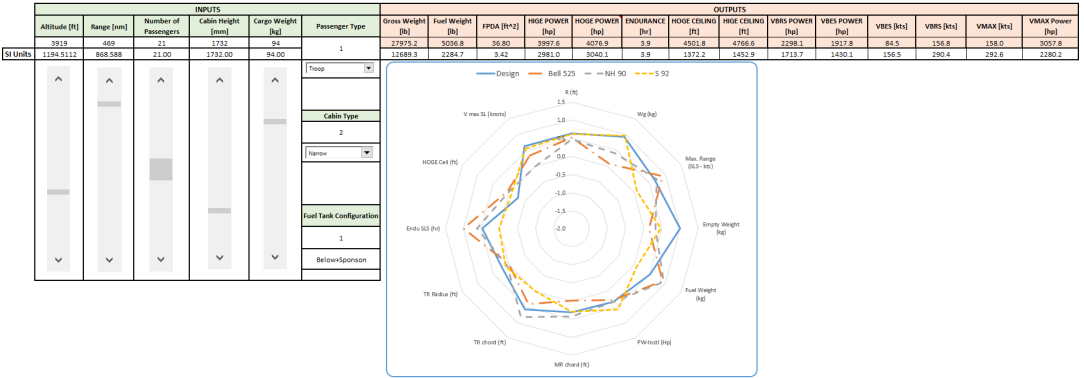 INPUTS OUTPUTS
Altitude [ft] Range [nm] Number of Passengers Cabin Height [mm] Cargo Weight [kg] Passenger Type Gross Weight [lb] Fuel Weight [lb] FPDA [ft^2] HIGE POWER [hp] HOGE POWER [hp] ENDURANCE [hr] HOGE CEILING [ft] HIGE CEILING [ft] VBRS POWER [hp] VBES POWER [hp] VBES [kts] VBRS [kts] VMAX [kts] VMAX Power [hp]
3919 469 21 1732 94 1 27975.2 5036.8 36.80 3997.6 4076.9 3.9 4501.8 4766.6 2298.1 1917.8 84.5 156.8 158.0 3057.8
SI Units 1194.5112 868.588 21.00 1732.00 94.00 12689.3 2284.7 3.42 2981.0 3040.1 3.9 1372.2 1452.9 1713.7 1430.1 156.5 290.4 292.6 2280.2
Troop
Cabin Type
2
Narrow
Fuel Tank Configuration
1
Below+Sponson
Design Bell 525 NH 90 S 92
R (ft)
1.5
V max SL (knots) Wg (kg)
1.0
0.5
HOGE Ceil (ft) 0.0 Max. Range (SLS - kts.)
-0.5
-1.0
-1.5
Endu SLS (hr) -2.0 Empty Weight (kg)
TR Radius (ft) Fuel Weight (kg)
TR chord (ft) PW-Inst (Hp)
MR chord (ft)